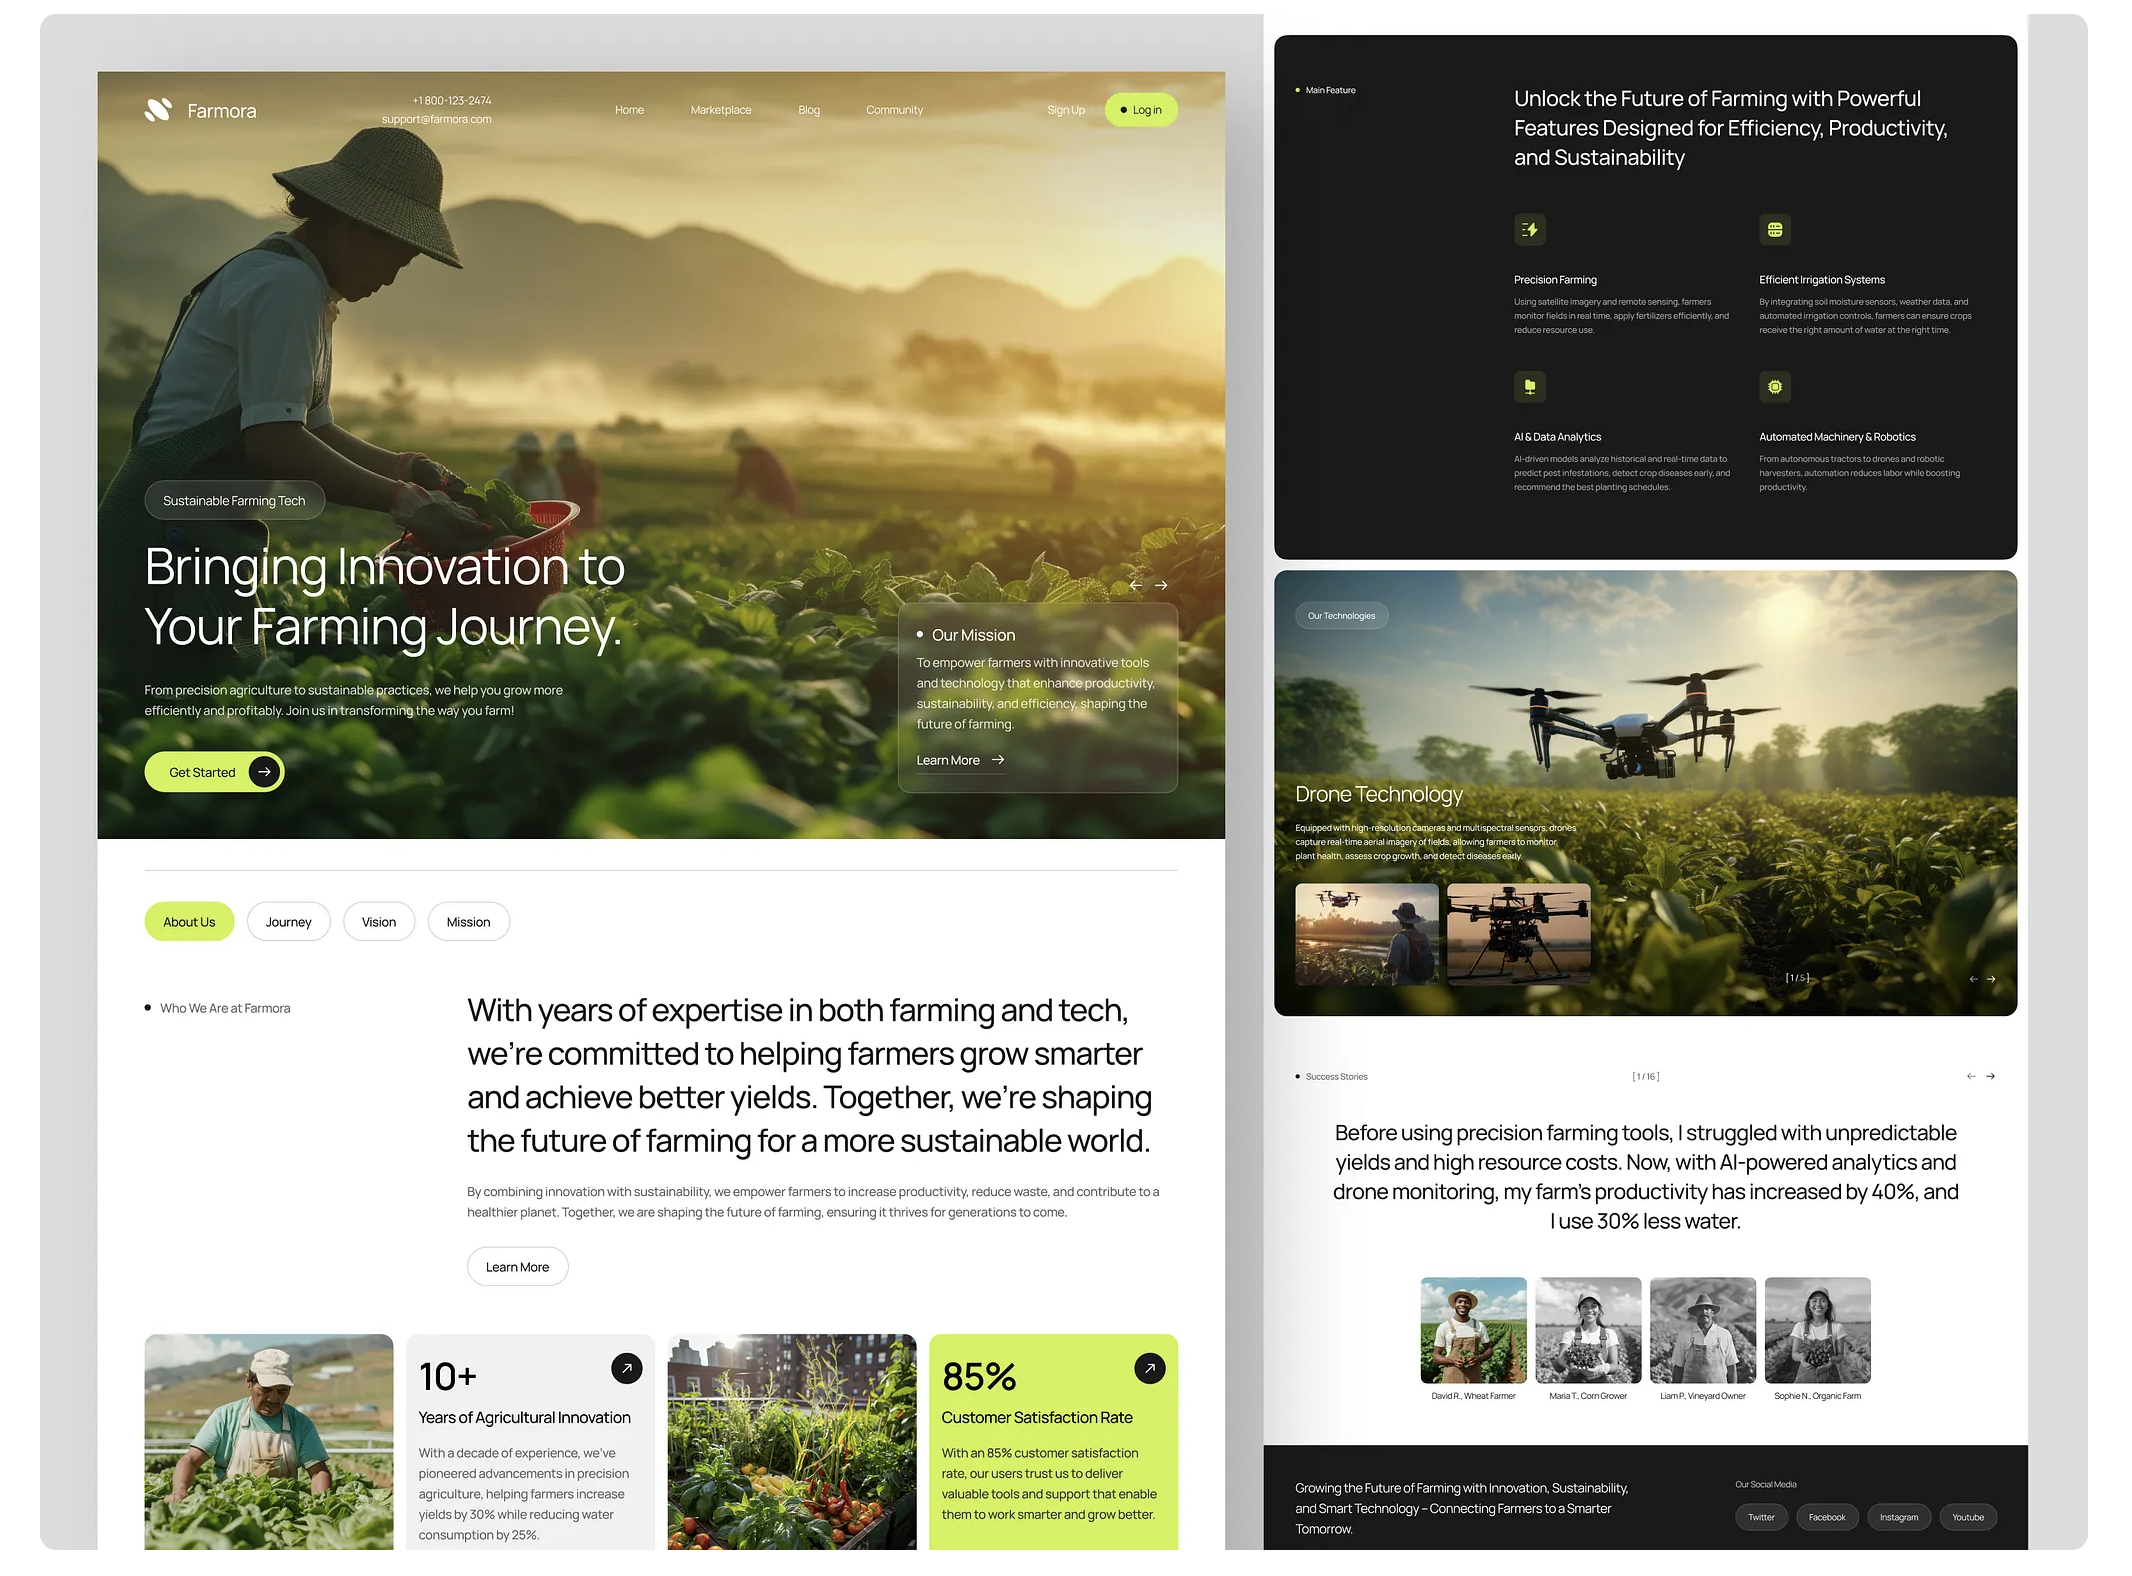 Farmora
+1 800-123-2474
support@farmora.com
Home
Marketplace
Blog
Community
Sign Up
Log in
Sustainable Farming Tech
Bringing Innovation to
Your Farming Journey.
From precision agriculture to sustainable practices, we help you grow more
efficiently and profitably. Join us in transforming the way you farm!
Get Started
Our Mission
To empower farmers with innovative tools
and technology that enhance productivity,
sustainability, and efficiency, shaping the
future of farming.
Learn More
About Us
Journey
Vision
Mission
Who We Are at Farmora
With years of expertise in both farming and tech,
we're committed to helping farmers grow smarter
and achieve better yields. Together, we're shaping
the future of farming for a more sustainable world.
By combining innovation with sustainability, we empower farmers to increase productivity, reduce waste, and contribute to a
healthier planet. Together, we are shaping the future of farming, ensuring it thrives for generations to come.
Learn More
10+
Years of Agricultural Innovation
With a decade of experience, we've
pioneered advancements in precision
agriculture, helping farmers increase
yields by 30% while reducing water
consumption by 25%.
85%
Customer Satisfaction Rate
With an 85% customer satisfaction
rate, our users trust us to deliver
valuable tools and support that enable
them to work smarter and grow better.
Main Feature
Unlock the Future of Farming with Powerful
Features Designed for Efficiency, Productivity,
and Sustainability
Precision Farming
Using satellite imagery and remote sensing, farmers
monitor fields in real time, apply fertilizers efficiently, and
reduce resource use.
Efficient Irrigation Systems
By integrating soil moisture sensors, weather data, and
automated irrigation controls, farmers can ensure crops
receive the right amount of water at the right time.
AI & Data Analytics
AI-driven models analyze historical and real-time data to
predict pest infestations, detect crop diseases early, and
recommend the best planting schedules.
Automated Machinery & Robotics
From autonomous tractors to drones and robotic
harvesters, automation reduces labor while boosting
productivity.
Our Technologies
Drone Technology
Equipped with high-resolution cameras and multispectral sensors, drones
capture real-time aerial imagery of fields, allowing farmers to monitor
plant health, assess crop growth, and detect diseases early.
[ 1 / 5 ]
Success Stories
[ 1 / 16 ]
Before using precision farming tools, I struggled with unpredictable
yields and high resource costs. Now, with AI-powered analytics and
drone monitoring, my farm's productivity has increased by 40%, and
I use 30% less water.
David R., Wheat Farmer
Maria T., Corn Grower
Liam P., Vineyard Owner
Sophie N., Organic Farm
Growing the Future of Farming with Innovation, Sustainability,
and Smart Technology – Connecting Farmers to a Smarter
Tomorrow.
Our Social Media
Twitter
Facebook
Instagram
Youtube